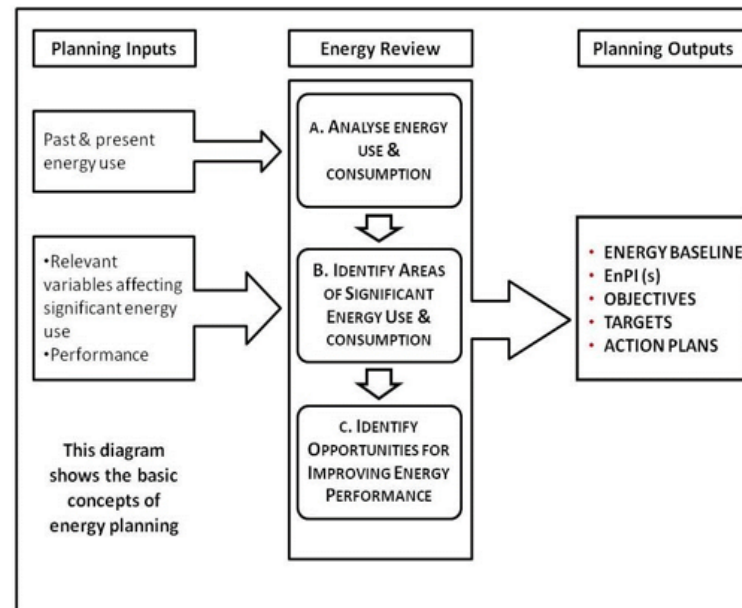 Planning Inputs
Energy Review
Planning Outputs
Past & present
energy use
•Relevant
variables affecting
significant energy
use
•Performance
This diagram
shows the basic
concepts of
energy planning
A. ANALYSE ENERGY
USE &
CONSUMPTION
B. IDENTIFY AREAS
OF SIGNIFICANT
ENERGY USE &
CONSUMPTION
C. IDENTIFY
OPPORTUNITIES FOR
IMPROVING ENERGY
PERFORMANCE
• ENERGY BASELINE
• EnPI (s)
• OBJECTIVES
• TARGETS
• ACTION PLANS